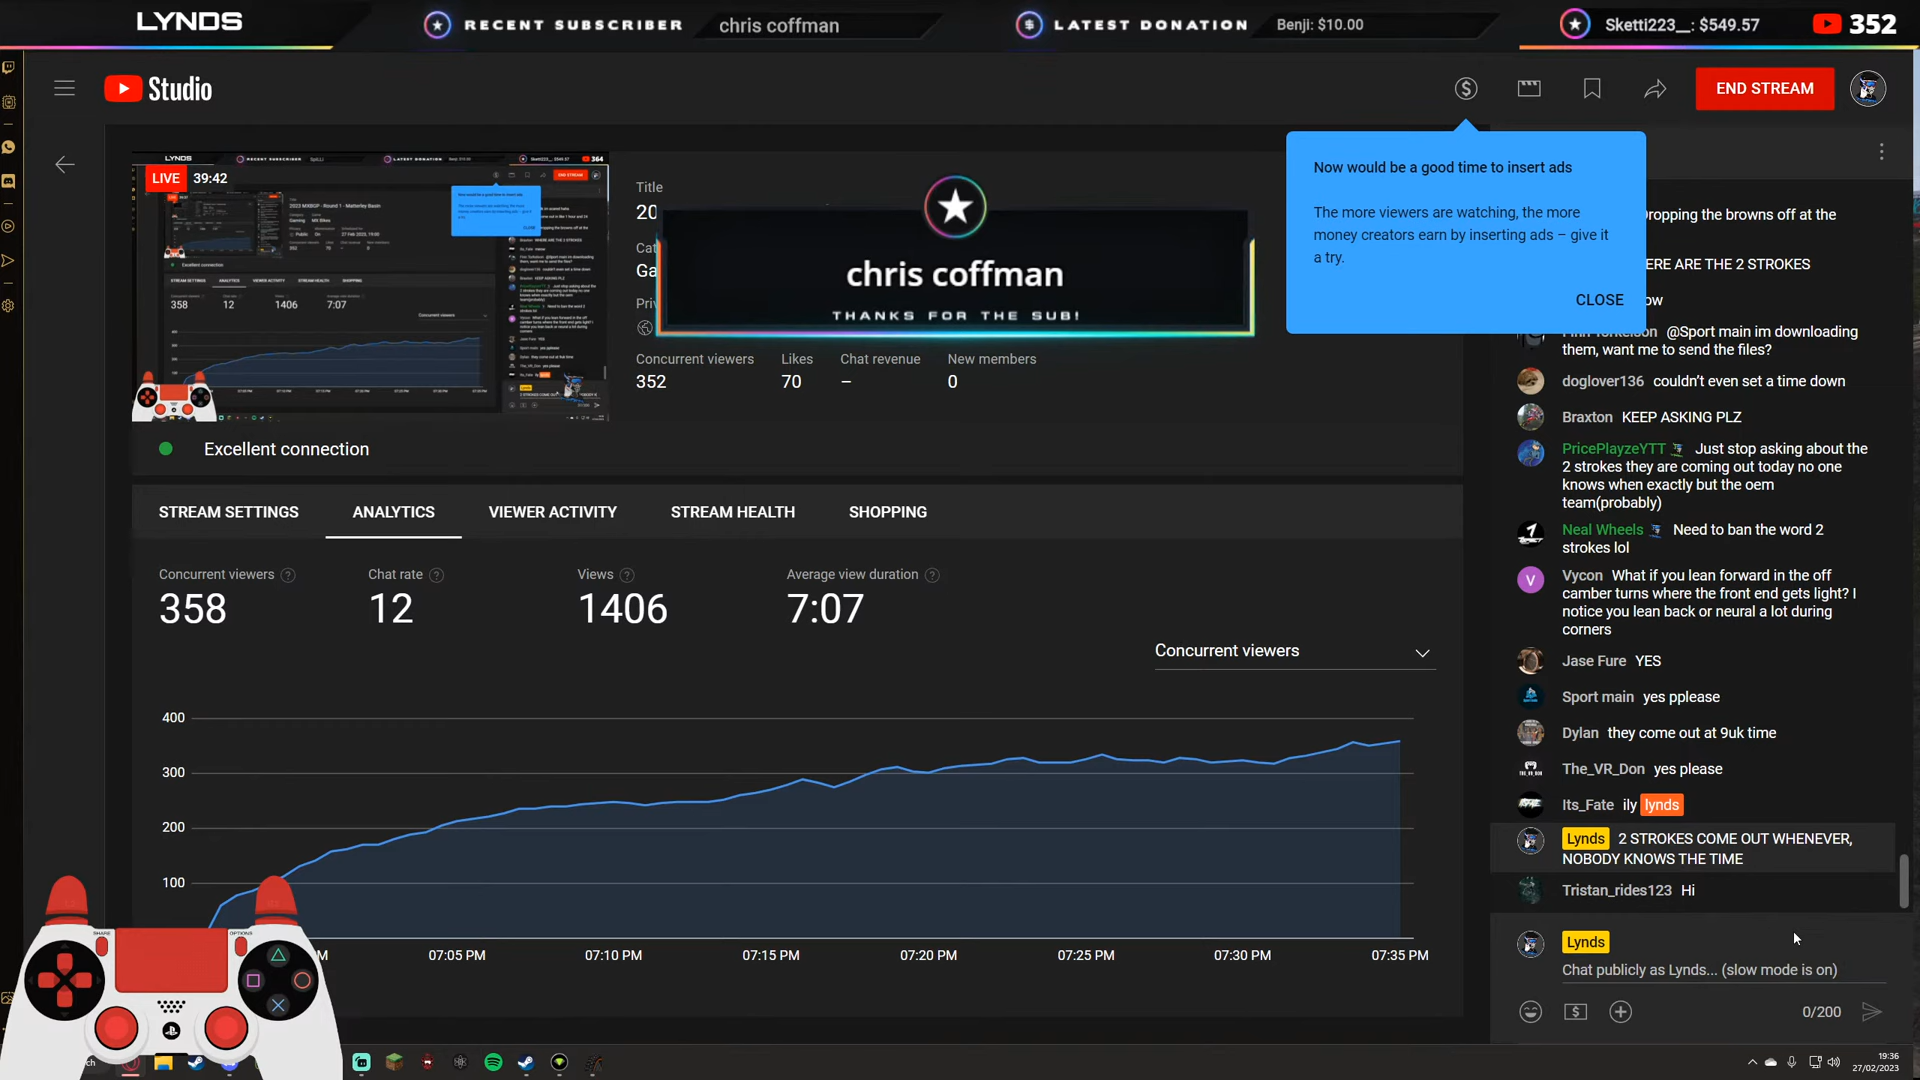 LYNDS
RECENT SUBSCRIBER
chris coffman
LATEST DONATION
Benji: $10.00
Sketti223__: $549.57
352
Studio
END STREAM
LIVE 39:42
Title
20
Cat
Ga
Priv
chris coffman
THANKS FOR THE SUB!
Now would be a good time to insert ads
The more viewers are watching, the more
money creators earn by inserting ads – give it
a try.
CLOSE
Concurrent viewers
352
Likes
70
Chat revenue
–
New members
0
Excellent connection
STREAM SETTINGS
ANALYTICS
VIEWER ACTIVITY
STREAM HEALTH
SHOPPING
Concurrent viewers
358
Chat rate
12
Views
1406
Average view duration
7:07
Concurrent viewers
400
300
200
100
07:05 PM
07:10 PM
07:15 PM
07:20 PM
07:25 PM
07:30 PM
07:35 PM
SHARE
OPTIONS
ropping the browns off at the
ERE THE 2 STROKES
ow
@Sport main im downloading
them, want me to send the files?
doglover136 couldn't even set a time down
Braxton KEEP ASKING PLZ
PricePlayzeYTT Just stop asking about the
2 strokes they are coming out today no one
knows when exactly but the oem
team(probably)
Neal Wheels Need to ban the word 2
strokes lol
V
Vycon What if you lean forward in the off
camber turns where the front end gets light? I
notice you lean back or neural a lot during
corners
Jase Fure YES
Sport main yes pplease
Dylan they come out at 9uk time
The_VR_Don yes please
Its_Fate ily lynds
Lynds 2 STROKES COME OUT WHENEVER,
NOBODY KNOWS THE TIME
Tristan_rides123 Hi
Lynds
Chat publicly as Lynds... (slow mode is on)
0/200
19:36
27/02/2023